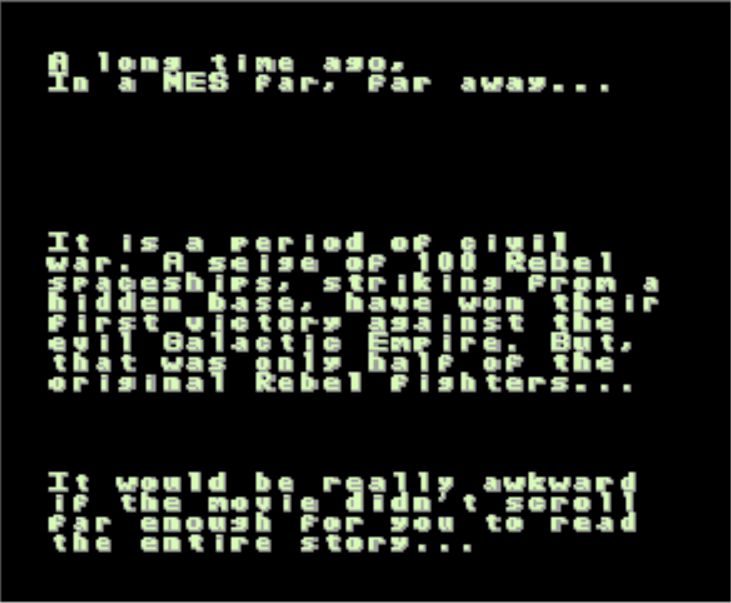 A long time ago,
In a NES far, far away...
It is a period of civil
war. A seige of 100 Rebel
spaceships, striking from a
hidden base, have won their
first victory against the
evil Galactic Empire. But,
that was only half of the
original Rebel fighters...
It would be really awkward
if the movie didn't scroll
far enough for you to read
the entire story...